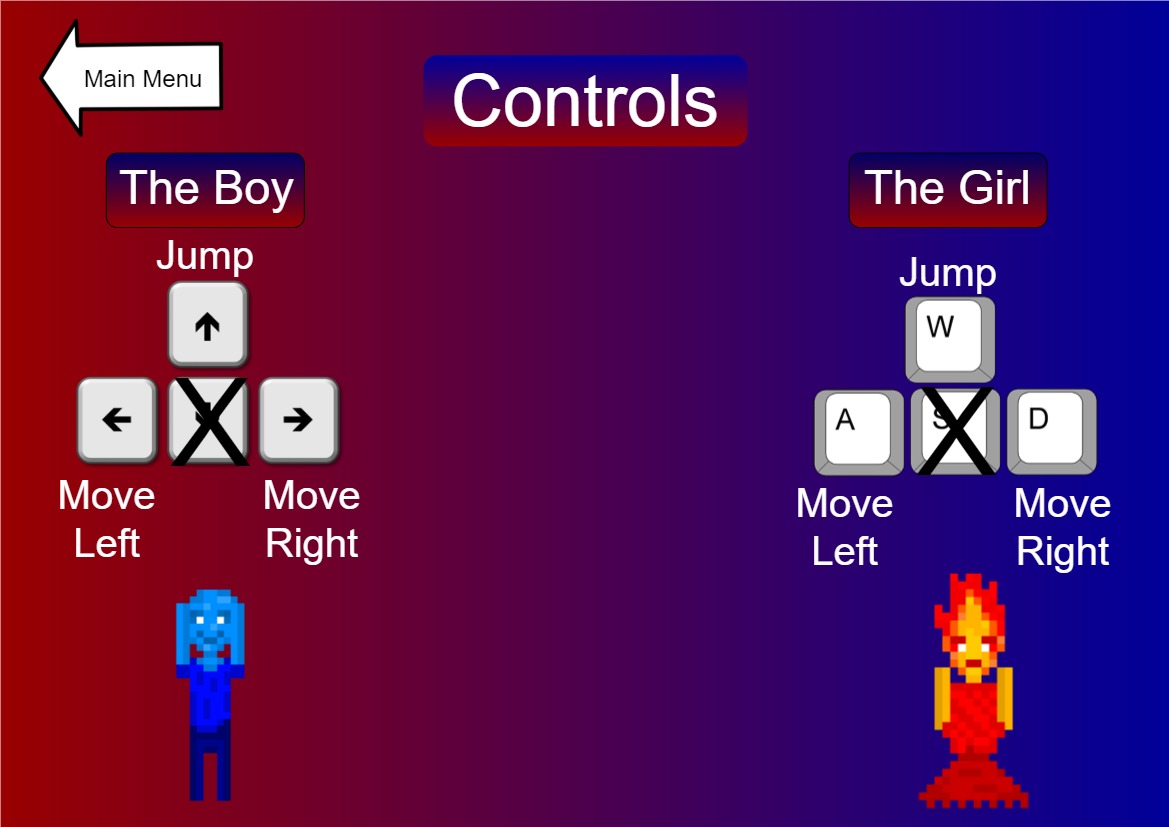 Main Menu
Controls
The Boy
The Girl
Jump
Jump
W
A
S
D
Move
Left
Move
Right
Move
Left
Move
Right